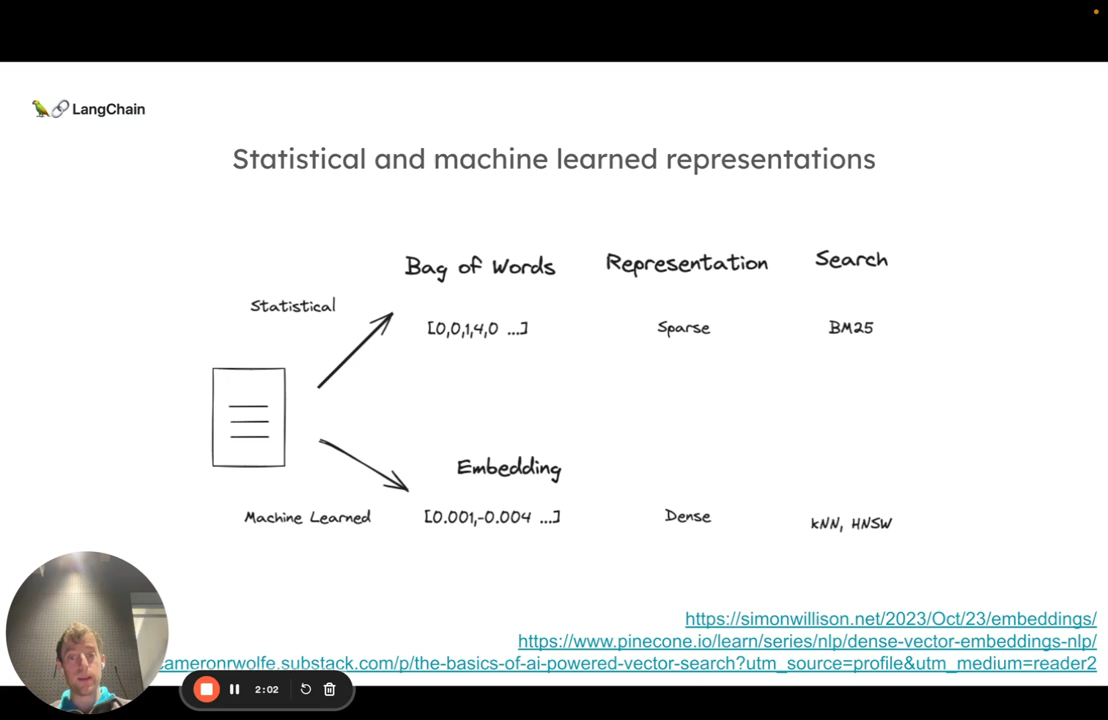 LangChain
Statistical and machine learned representations
Bag of Words
Representation
Search
Statistical
[0,0,1,4,0 ...]
Sparse
BM25
Embedding
Machine Learned
[0.001,-0.004 ...]
Dense
kNN, HNSW
https://simonwillison.net/2023/Oct/23/embeddings/
https://www.pinecone.io/learn/series/nlp/dense-vector-embeddings-nlp/
cameronrwolfe.substack.com/p/the-basics-of-ai-powered-vector-search?utm_source=profile&utm_medium=reader2
2:02